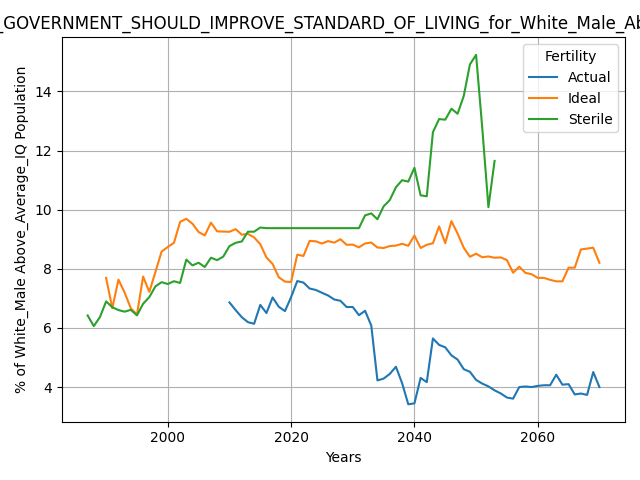 _GOVERNMENT_SHOULD_IMPROVE_STANDARD_OF_LIVING_for_White_Male_Ab
Fertility
Actual
Ideal
Sterile
% of White_Male Above_Average_IQ Population
14
12
10
8
6
4
2000 2020 2040 2060
Years